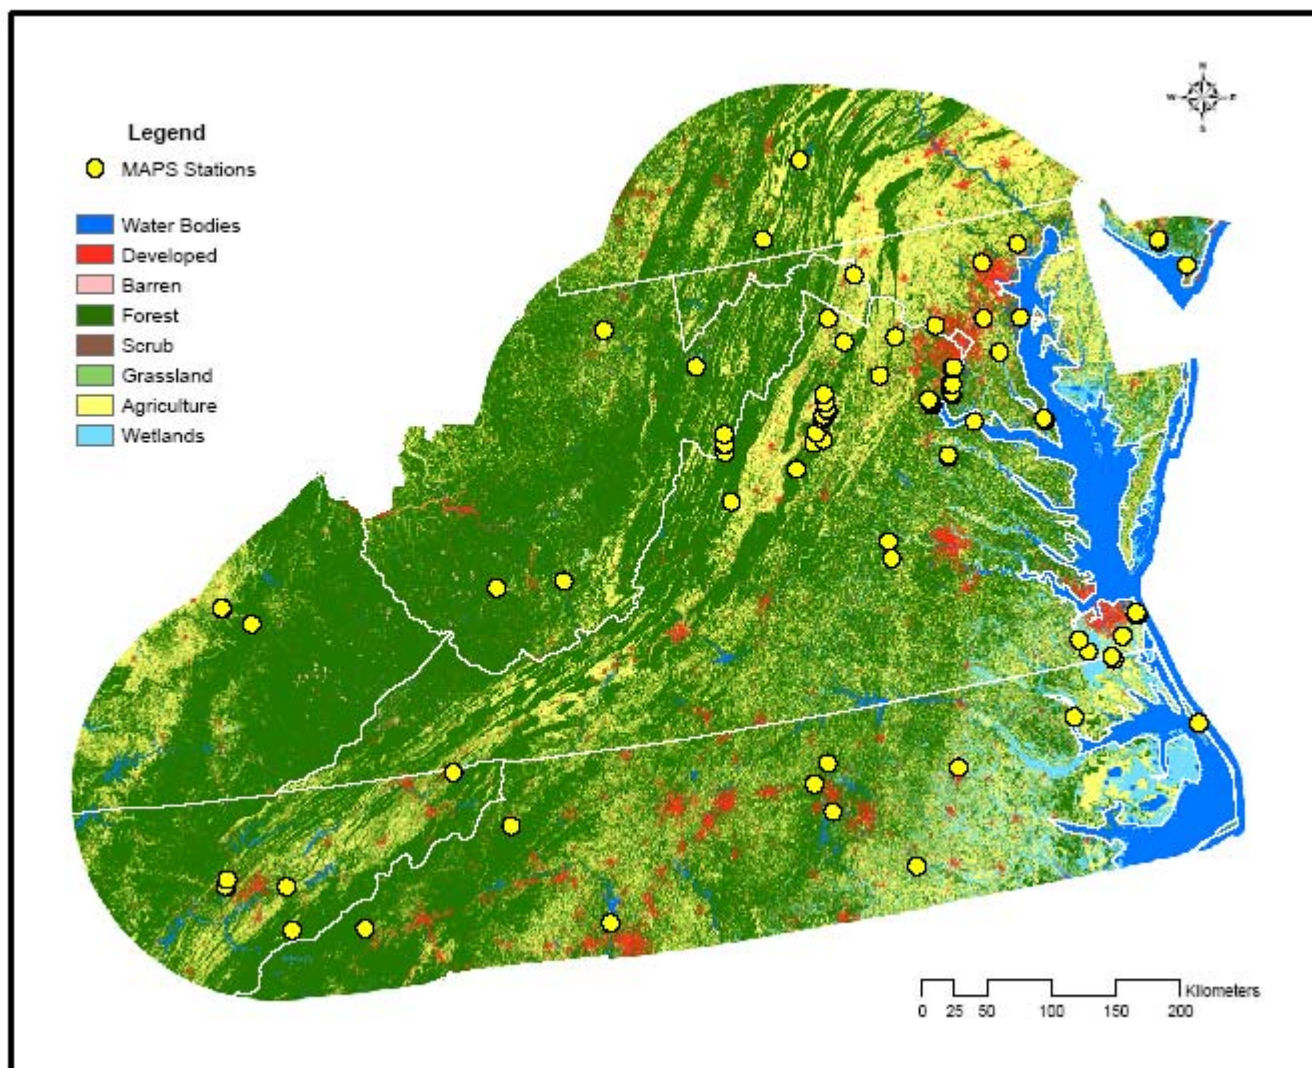 N
W E
S
Legend
MAPS Stations
Water Bodies
Developed
Barren
Forest
Scrub
Grassland
Agriculture
Wetlands
Kilometers
0 25 50 100 150 200